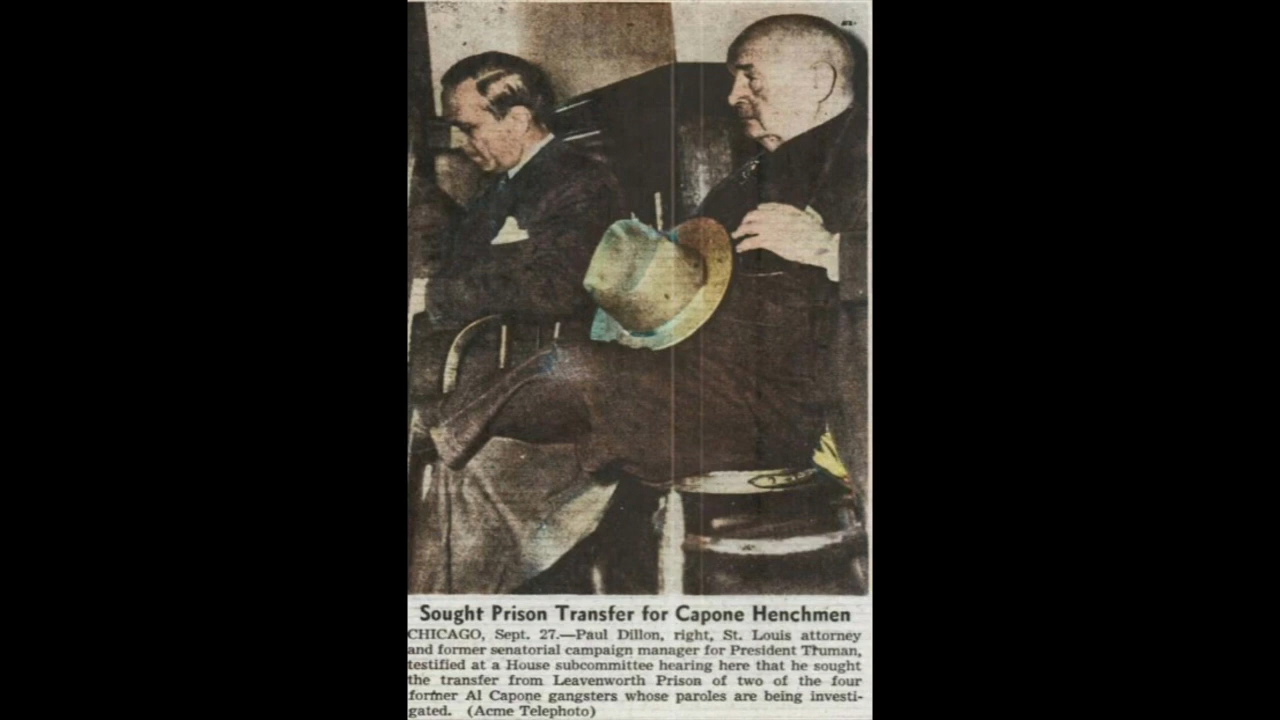 Sought Prison Transfer for Capone Henchmen
CHICAGO, Sept. 27.—Paul Dillon, right, St. Louis attorney
and former senatorial campaign manager for President Truman,
testified at a House subcommittee hearing here that he sought
the transfer from Leavenworth Prison of two of the four
former Al Capone gangsters whose paroles are being investi-
gated. (Acme Telephoto)